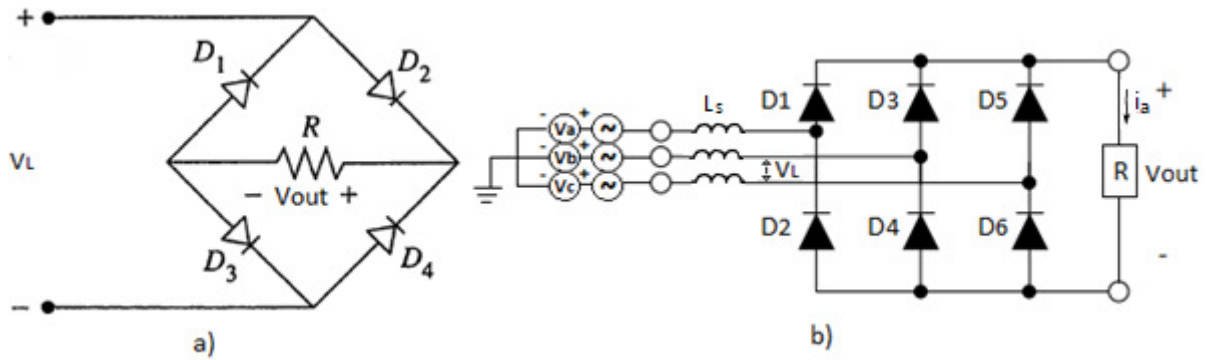 +
D1
D2
R
VL
− Vout +
D3
D4
−
a)
Ls
D1
D3
D5
ia
+
- Va + ~
- Vb + ~
VL
- Vc + ~
R
Vout
D2
D4
D6
-
b)